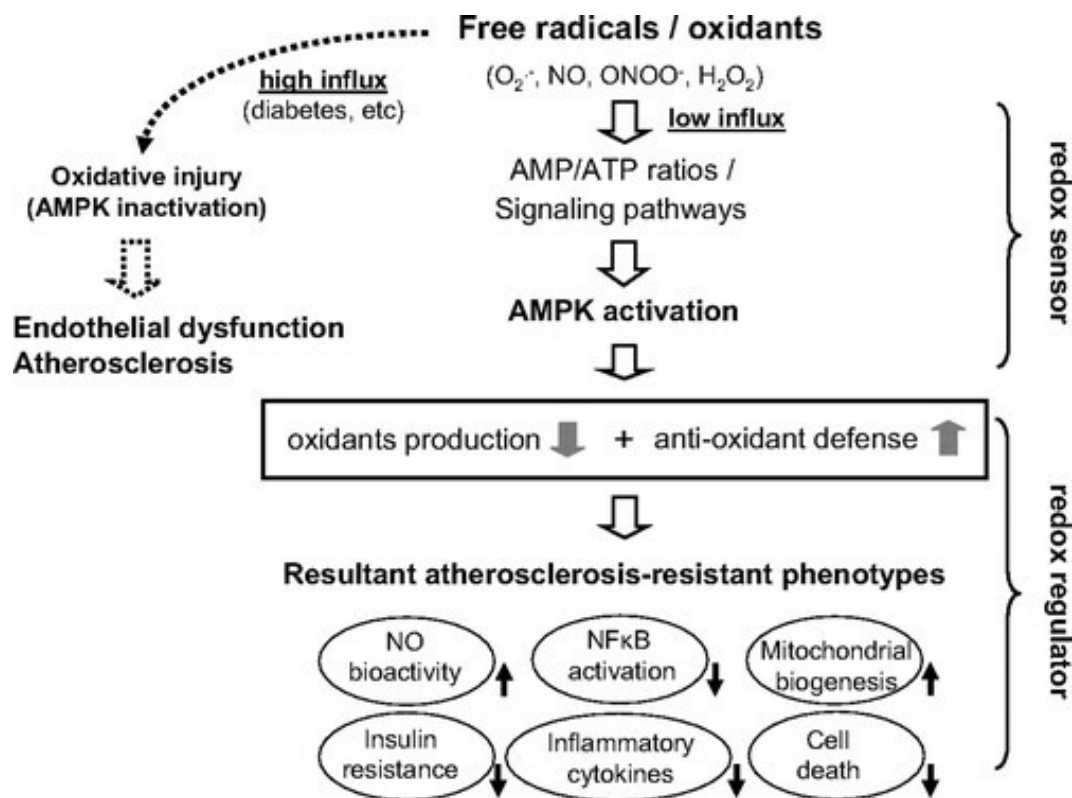 Free radicals / oxidants
(O₂·⁻, NO, ONOO⁻, H₂O₂)
high influx
(diabetes, etc)
low influx
Oxidative injury
(AMPK inactivation)
AMP/ATP ratios /
Signaling pathways
Endothelial dysfunction
Atherosclerosis
AMPK activation
redox sensor
oxidants production + anti-oxidant defense
Resultant atherosclerosis-resistant phenotypes
NO
bioactivity
NFκB
activation
Mitochondrial
biogenesis
Insulin
resistance
Inflammatory
cytokines
Cell
death
redox regulator